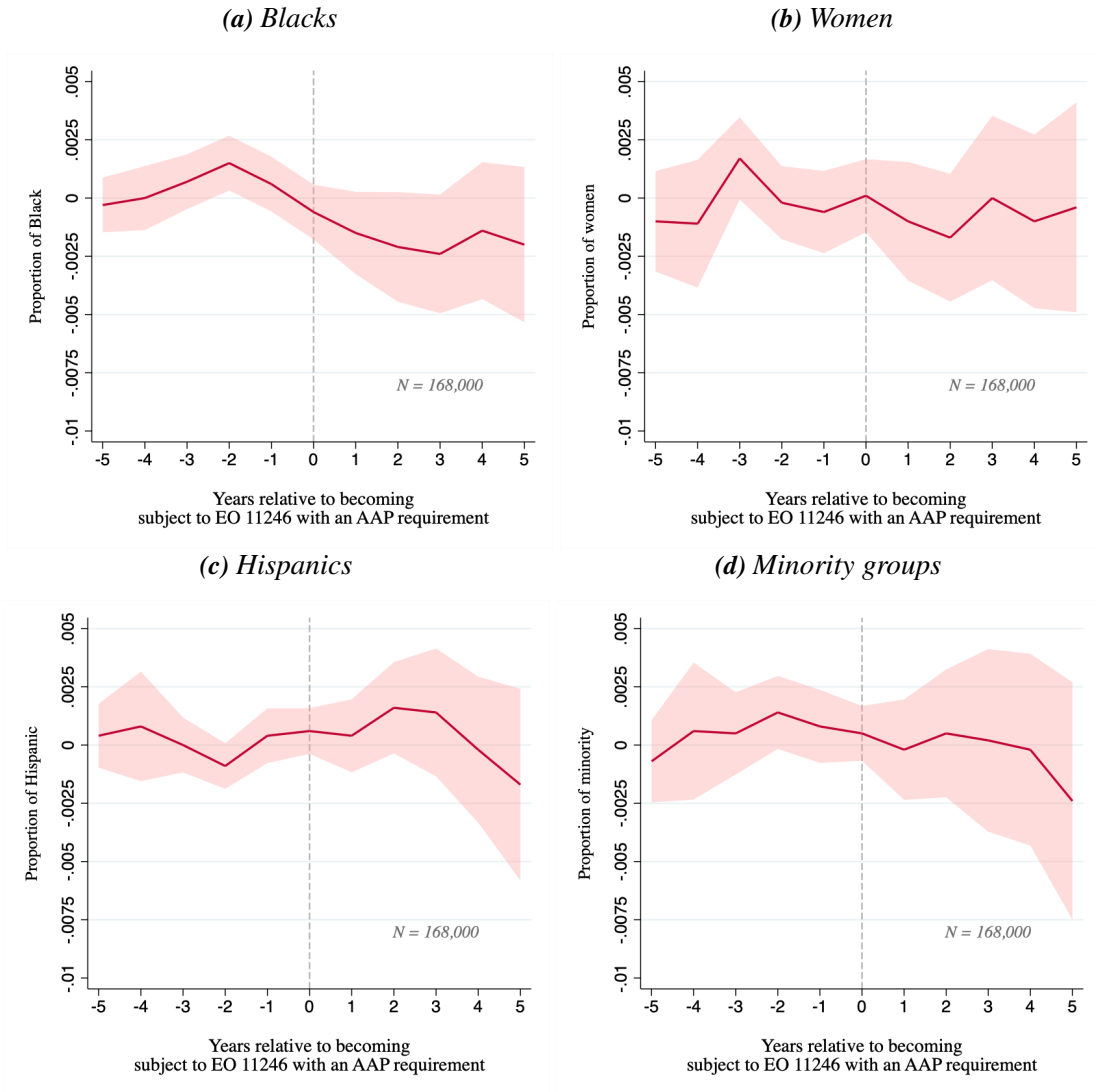 (a) Blacks
Proportion of Black
.005
.0025
0
-.0025
-.005
-.0075
-.01
N = 168,000
-5 -4 -3 -2 -1 0 1 2 3 4 5
Years relative to becoming
subject to EO 11246 with an AAP requirement
(b) Women
Proportion of women
.005
.0025
0
-.0025
-.005
-.0075
-.01
N = 168,000
-5 -4 -3 -2 -1 0 1 2 3 4 5
Years relative to becoming
subject to EO 11246 with an AAP requirement
(c) Hispanics
Proportion of Hispanic
.005
.0025
0
-.0025
-.005
-.0075
-.01
N = 168,000
-5 -4 -3 -2 -1 0 1 2 3 4 5
Years relative to becoming
subject to EO 11246 with an AAP requirement
(d) Minority groups
Proportion of minority
.005
.0025
0
-.0025
-.005
-.0075
-.01
N = 168,000
-5 -4 -3 -2 -1 0 1 2 3 4 5
Years relative to becoming
subject to EO 11246 with an AAP requirement